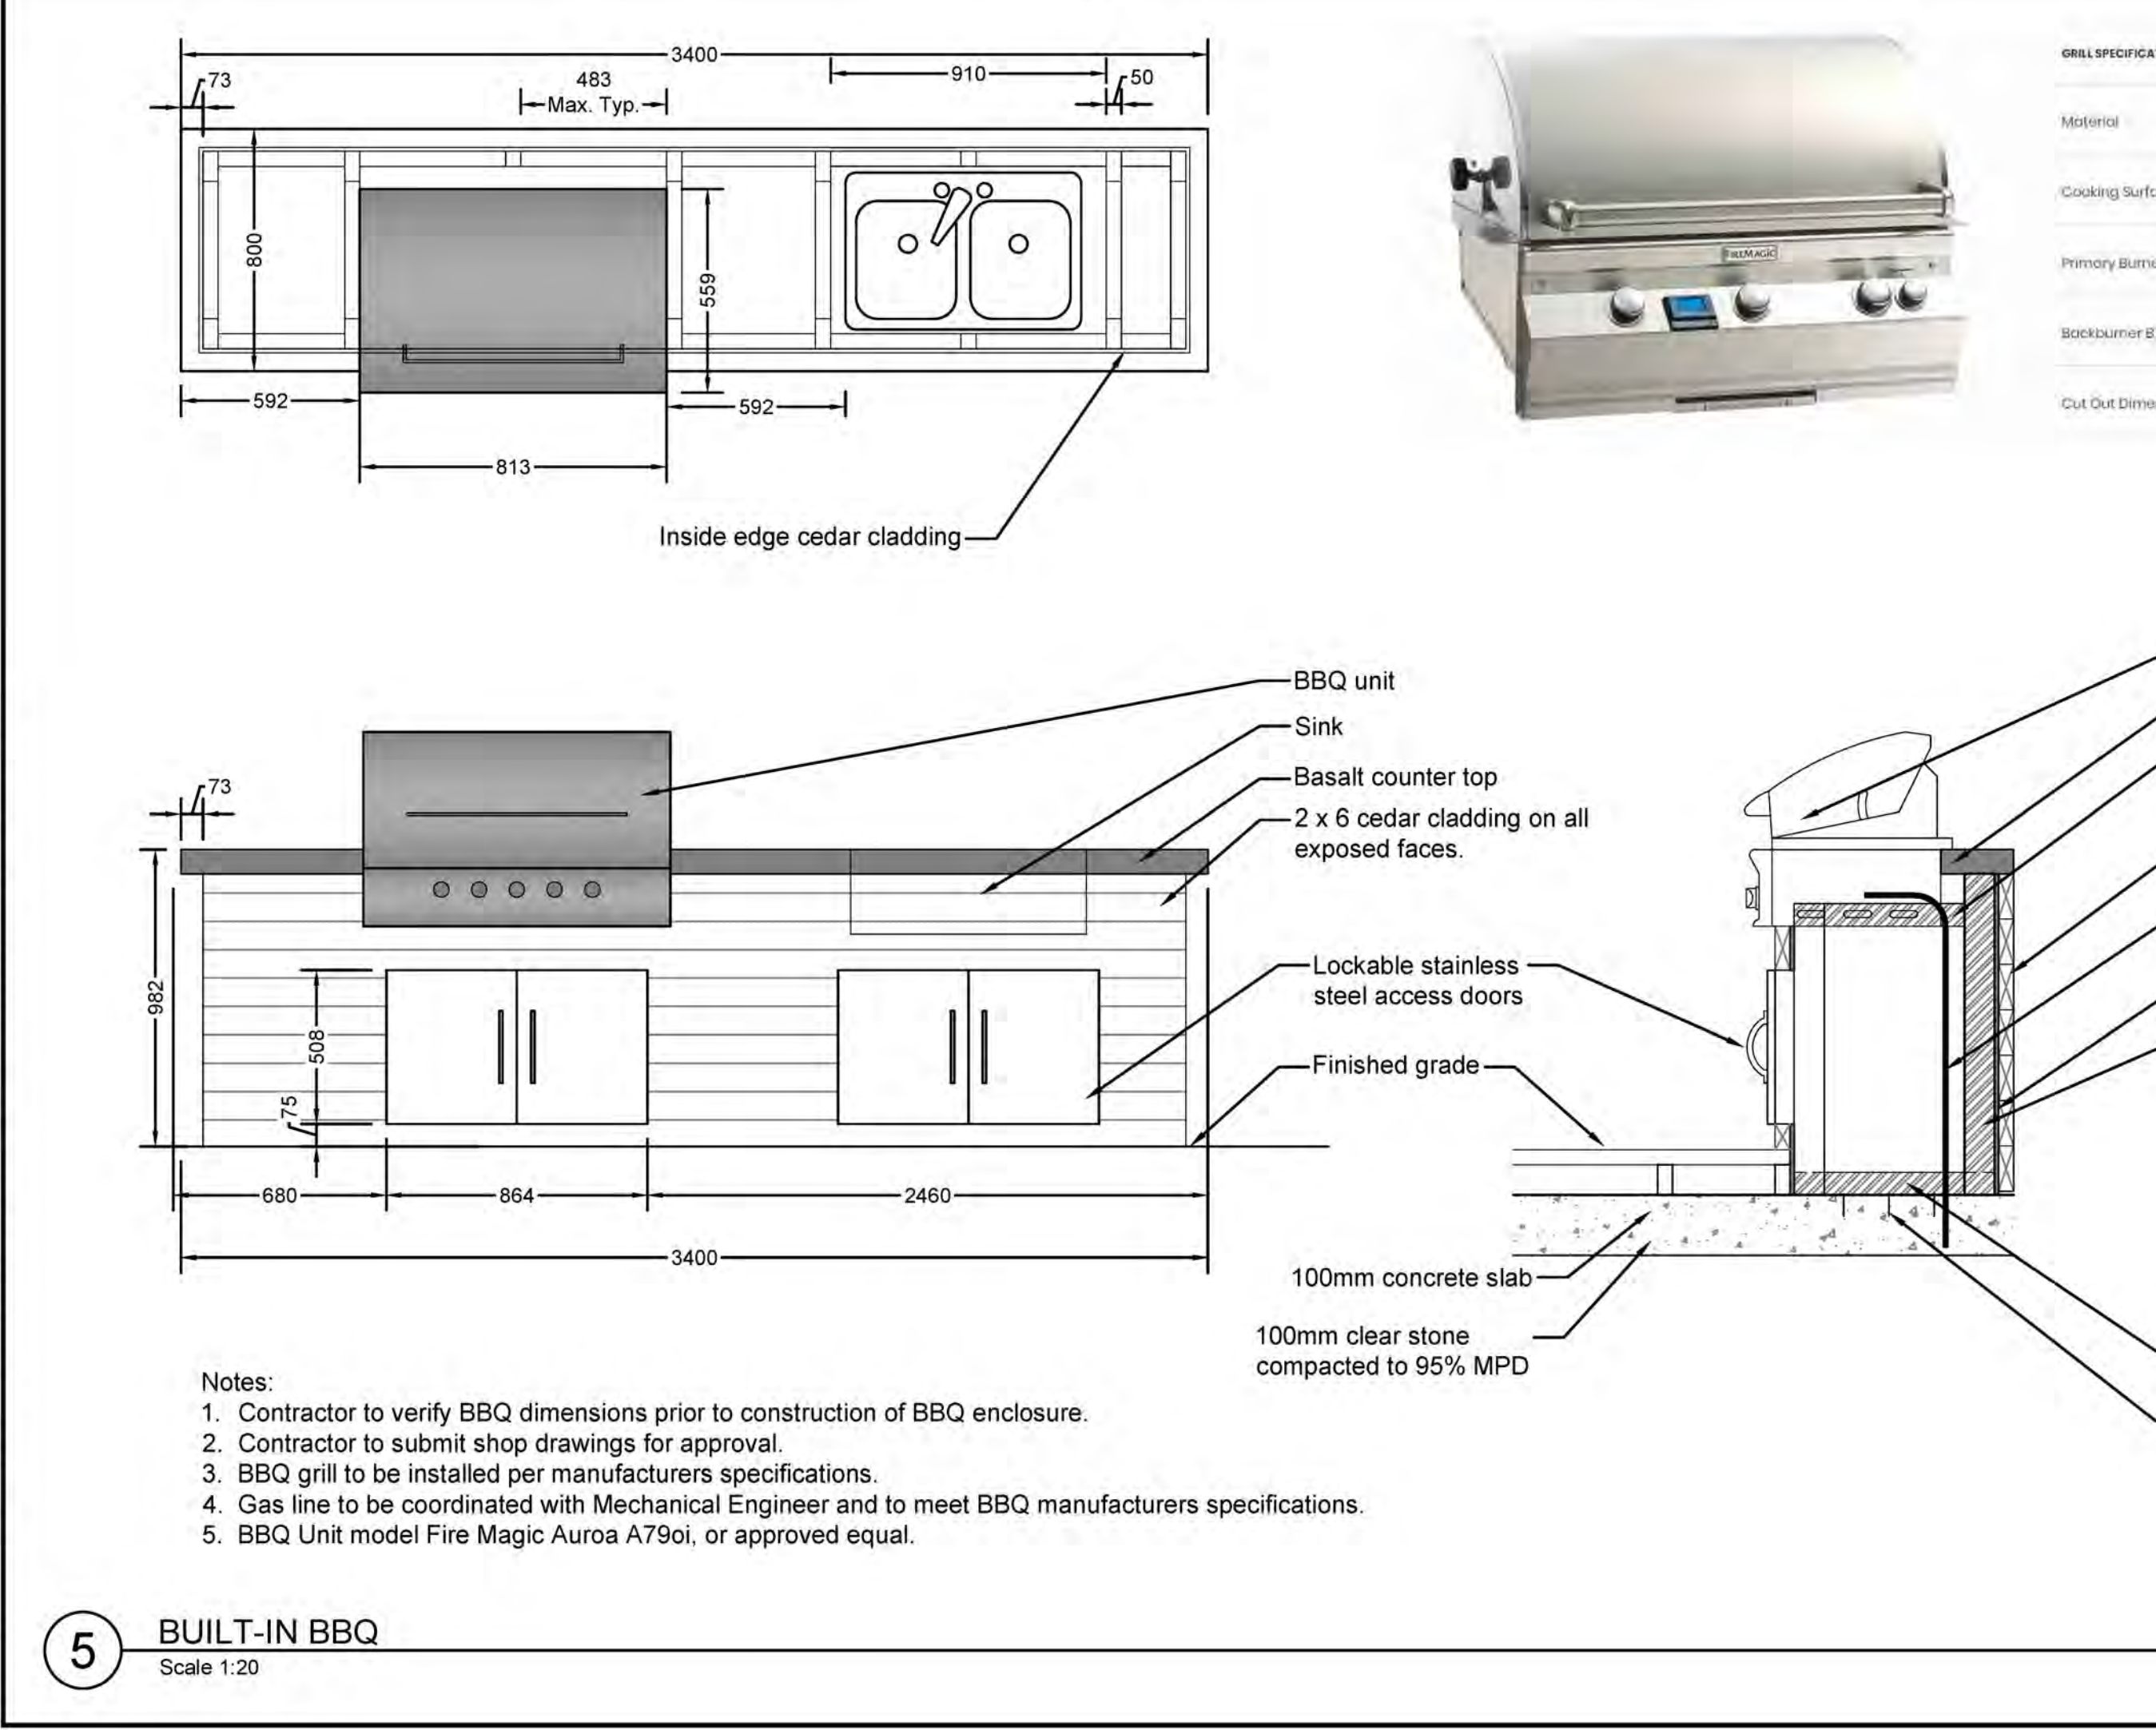 3400
73
483
Max. Typ.
910
50
800
559
592
592
813
Inside edge cedar cladding
FIREMAGIC
GRILL SPECIFICA
Material
Cooking Surfa
Primary Burne
Backburner B
Cut Out Dime
BBQ unit
Sink
Basalt counter top
2 x 6 cedar cladding on all
exposed faces.
73
982
508
75
Lockable stainless
steel access doors
Finished grade
680
864
2460
3400
100mm concrete slab
100mm clear stone
compacted to 95% MPD
Notes:
1. Contractor to verify BBQ dimensions prior to construction of BBQ enclosure.
2. Contractor to submit shop drawings for approval.
3. BBQ grill to be installed per manufacturers specifications.
4. Gas line to be coordinated with Mechanical Engineer and to meet BBQ manufacturers specifications.
5. BBQ Unit model Fire Magic Auroa A79oi, or approved equal.
5
BUILT-IN BBQ
Scale 1:20